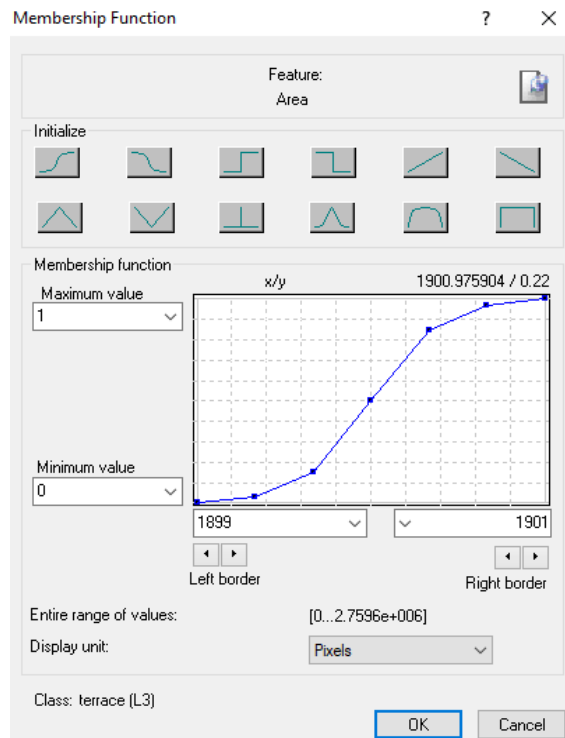 Membership Function ? ×
Feature:
Area
Initialize
Membership function
x/y 1900.975904 / 0.22
Maximum value
1
Minimum value
0
1899 1901
Left border Right border
Entire range of values: [0...2.7596e+006]
Display unit: Pixels
Class: terrace (L3)
OK Cancel